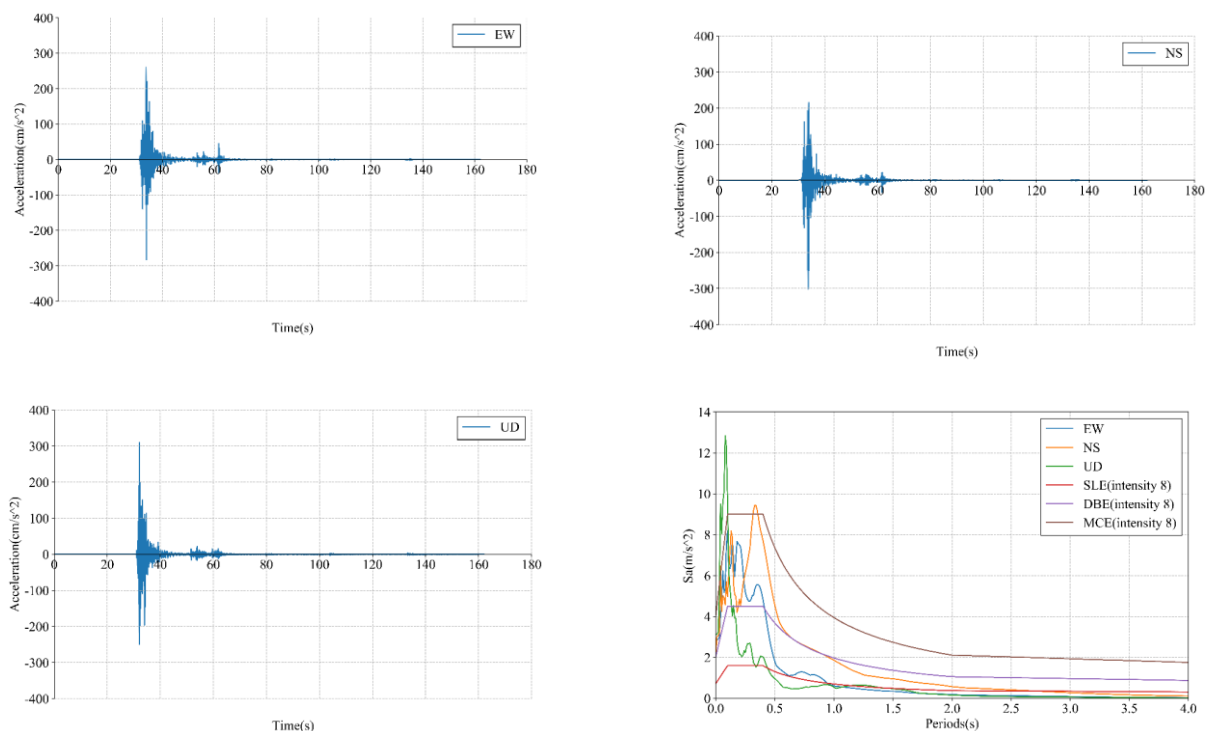 400
300
200
100
0
-100
-200
-300
-400
0 20 40 60 80 100 120 140 160 180
Acceleration(cm/s^2)
Time(s)
EW
400
300
200
100
0
-100
-200
-300
-400
0 20 40 60 80 100 120 140 160 180
Acceleration(cm/s^2)
Time(s)
NS
400
300
200
100
0
-100
-200
-300
-400
0 20 40 60 80 100 120 140 160 180
Acceleration(cm/s^2)
Time(s)
UD
14
12
10
8
6
4
2
0
0.0 0.5 1.0 1.5 2.0 2.5 3.0 3.5 4.0
Sa(m/s^2)
Periods(s)
EW
NS
UD
SLE(intensity 8)
DBE(intensity 8)
MCE(intensity 8)